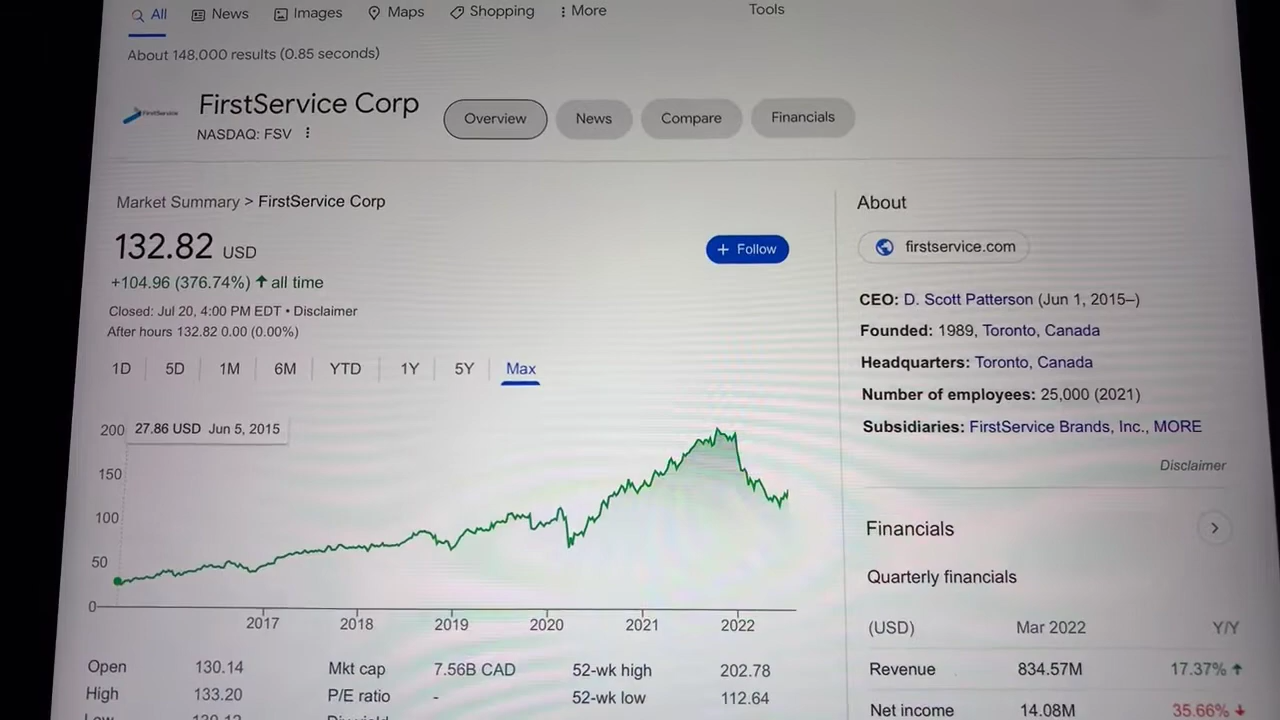 All News Images Maps Shopping More Tools
About 148,000 results (0.85 seconds)
FirstService
FirstService Corp
NASDAQ: FSV
Overview News Compare Financials
Market Summary > FirstService Corp
132.82 USD
+ Follow
+104.96 (376.74%) all time
Closed: Jul 20, 4:00 PM EDT • Disclaimer
After hours 132.82 0.00 (0.00%)
1D 5D 1M 6M YTD 1Y 5Y Max
27.86 USD Jun 5, 2015
200
150
100
50
0
2017 2018 2019 2020 2021 2022
Open 130.14 Mkt cap 7.56B CAD 52-wk high 202.78
High 133.20 P/E ratio - 52-wk low 112.64
About
firstservice.com
CEO: D. Scott Patterson (Jun 1, 2015–)
Founded: 1989, Toronto, Canada
Headquarters: Toronto, Canada
Number of employees: 25,000 (2021)
Subsidiaries: FirstService Brands, Inc., MORE
Disclaimer
Financials
Quarterly financials
(USD) Mar 2022 Y/Y
Revenue 834.57M 17.37%
Net income 14.08M 35.66%